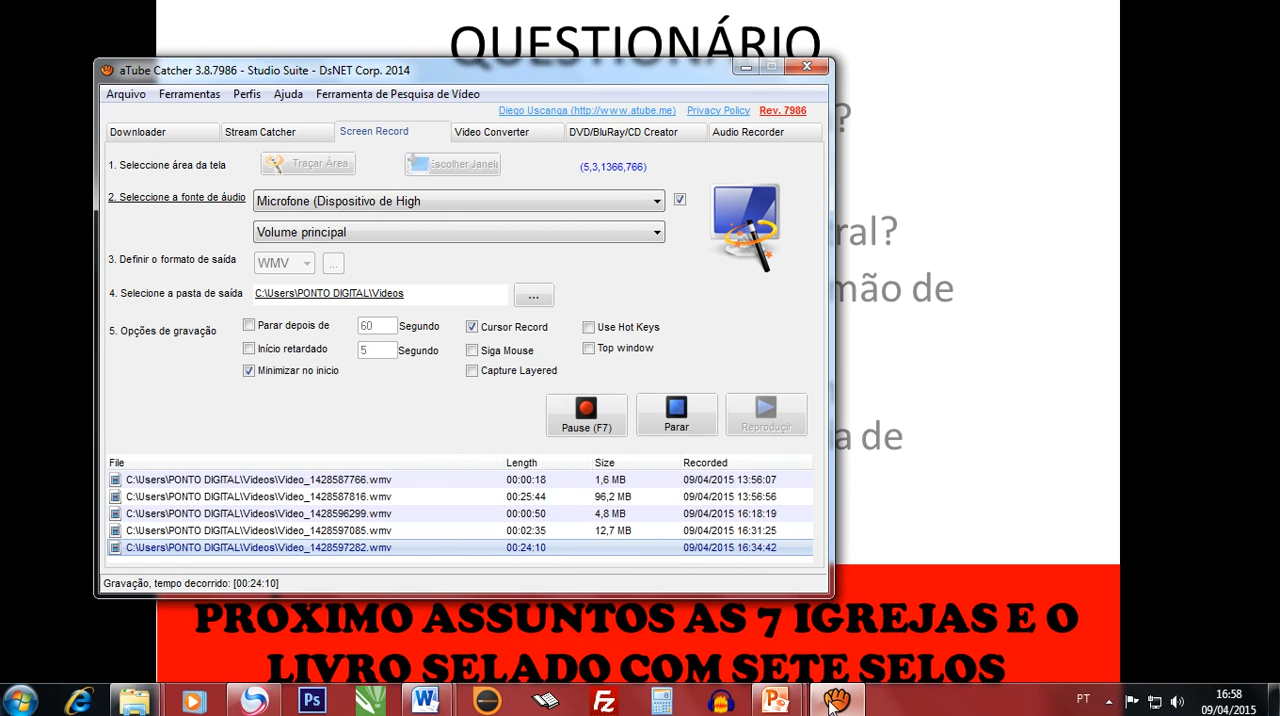 QUESTIONÁRIO
?
ral?
mão de
a de
aTube Catcher 3.8.7986 - Studio Suite - DsNET Corp. 2014
Arquivo Ferramentas Perfis Ajuda Ferramenta de Pesquisa de Vídeo
Diego Uscanga (http://www.atube.me) Privacy Policy Rev. 7986
Downloader Stream Catcher Screen Record Video Converter DVD/BluRay/CD Creator Audio Recorder
1. Seleccione área da tela Traçar Área Escolher Janela (5,3,1366,766)
2. Seleccione a fonte de áudio Microfone (Dispositivo de High
Volume principal
3. Definir o formato de saída WMV ...
4. Selecione a pasta de saída C:\Users\PONTO DIGITAL\Videos ...
5. Opções de gravação Parar depois de 60 Segundo Cursor Record Use Hot Keys
Início retardado 5 Segundo Siga Mouse Top window
Minimizar no inicio Capture Layered
Pause (F7) Parar Reproducir
File Length Size Recorded
C:\Users\PONTO DIGITAL\Videos\Video_1428587766.wmv 00:00:18 1,6 MB 09/04/2015 13:56:07
C:\Users\PONTO DIGITAL\Videos\Video_1428587816.wmv 00:25:44 96,2 MB 09/04/2015 13:56:56
C:\Users\PONTO DIGITAL\Videos\Video_1428596299.wmv 00:00:50 4,8 MB 09/04/2015 16:18:19
C:\Users\PONTO DIGITAL\Videos\Video_1428597085.wmv 00:02:35 12,7 MB 09/04/2015 16:31:25
C:\Users\PONTO DIGITAL\Videos\Video_1428597282.wmv 00:24:10 09/04/2015 16:34:42
Gravação, tempo decorrido: [00:24:10]
PRÓXIMO ASSUNTOS AS 7 IGREJAS E O
LIVRO SELADO COM SETE SELOS
Ps W Fz P PT 16:58
09/04/2015